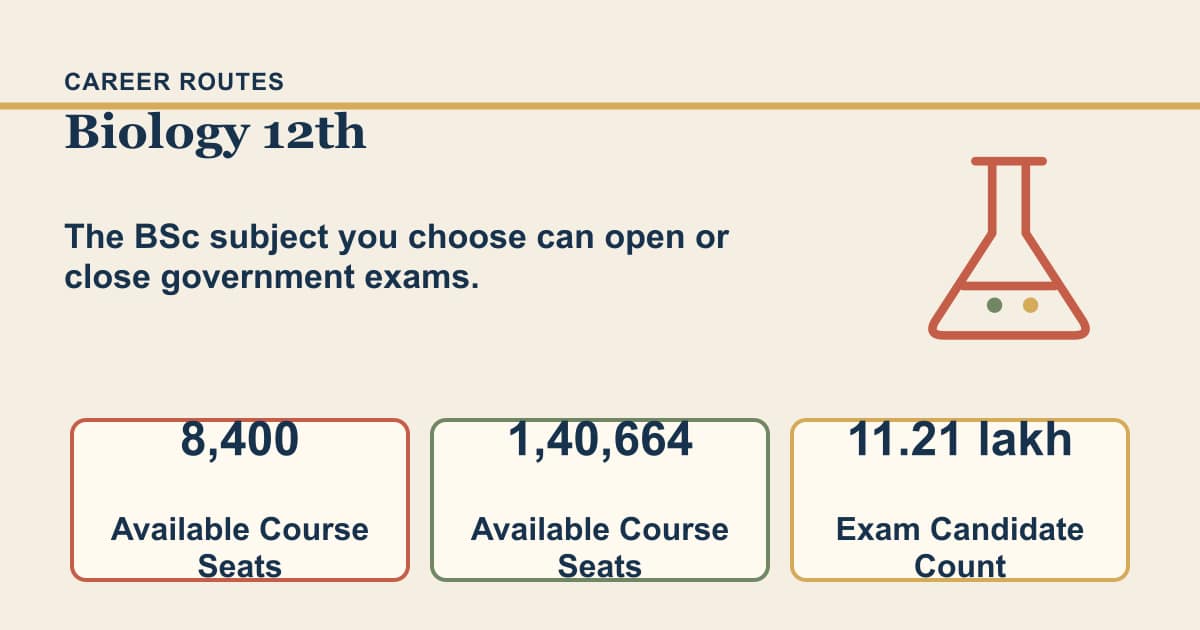 CAREER ROUTES
Biology 12th
The BSc subject you choose can open or
close government exams.
8,400
Available Course
Seats
1,40,664
Available Course
Seats
11.21 lakh
Exam Candidate
Count